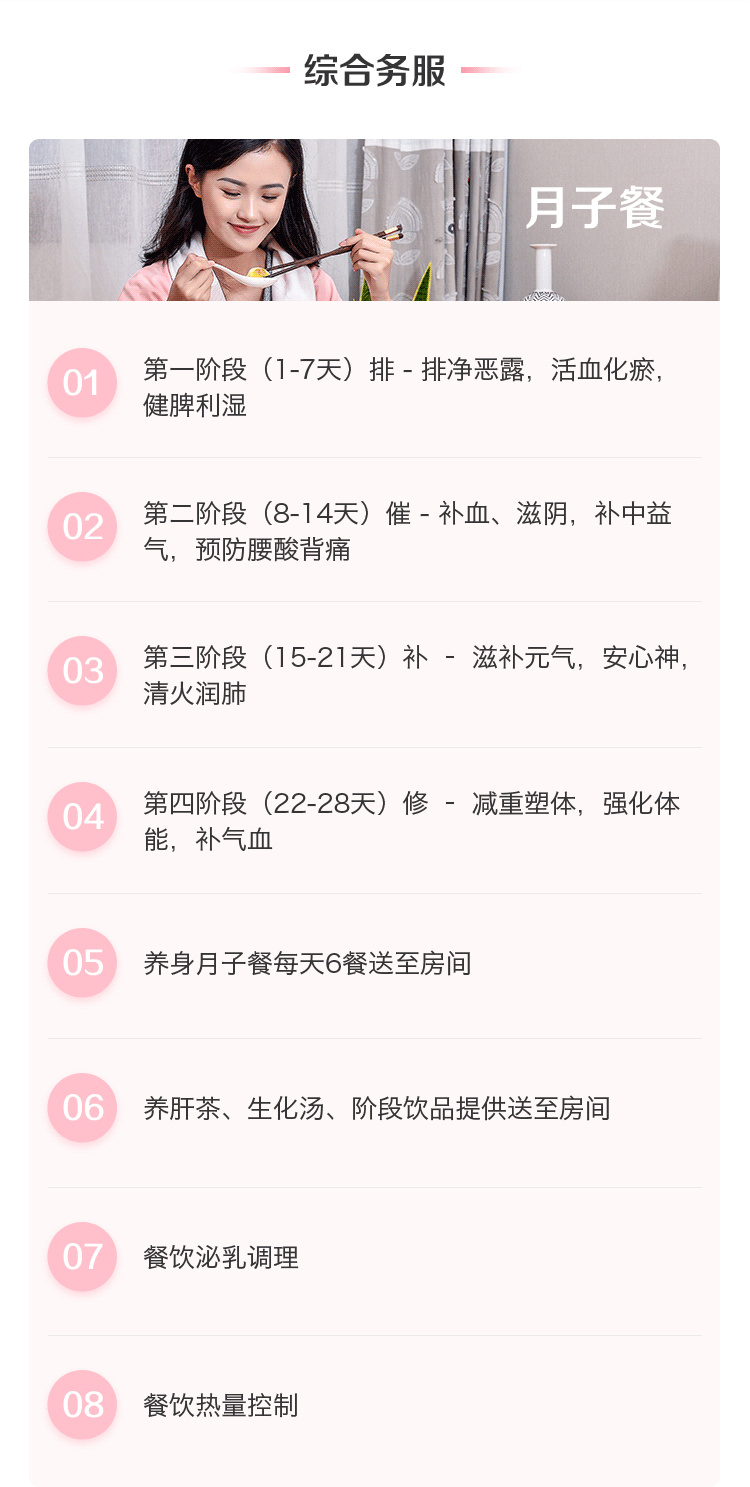 综合务服
月子餐
01
第一阶段（1-7天）排 - 排净恶露，活血化瘀，
健脾利湿
02
第二阶段（8-14天）催 - 补血、滋阴，补中益
气，预防腰酸背痛
03
第三阶段（15-21天）补 - 滋补元气，安心神，
清火润肺
04
第四阶段（22-28天）修 - 减重塑体，强化体
能，补气血
05
养身月子餐每天6餐送至房间
06
养肝茶、生化汤、阶段饮品提供送至房间
07
餐饮泌乳调理
08
餐饮热量控制